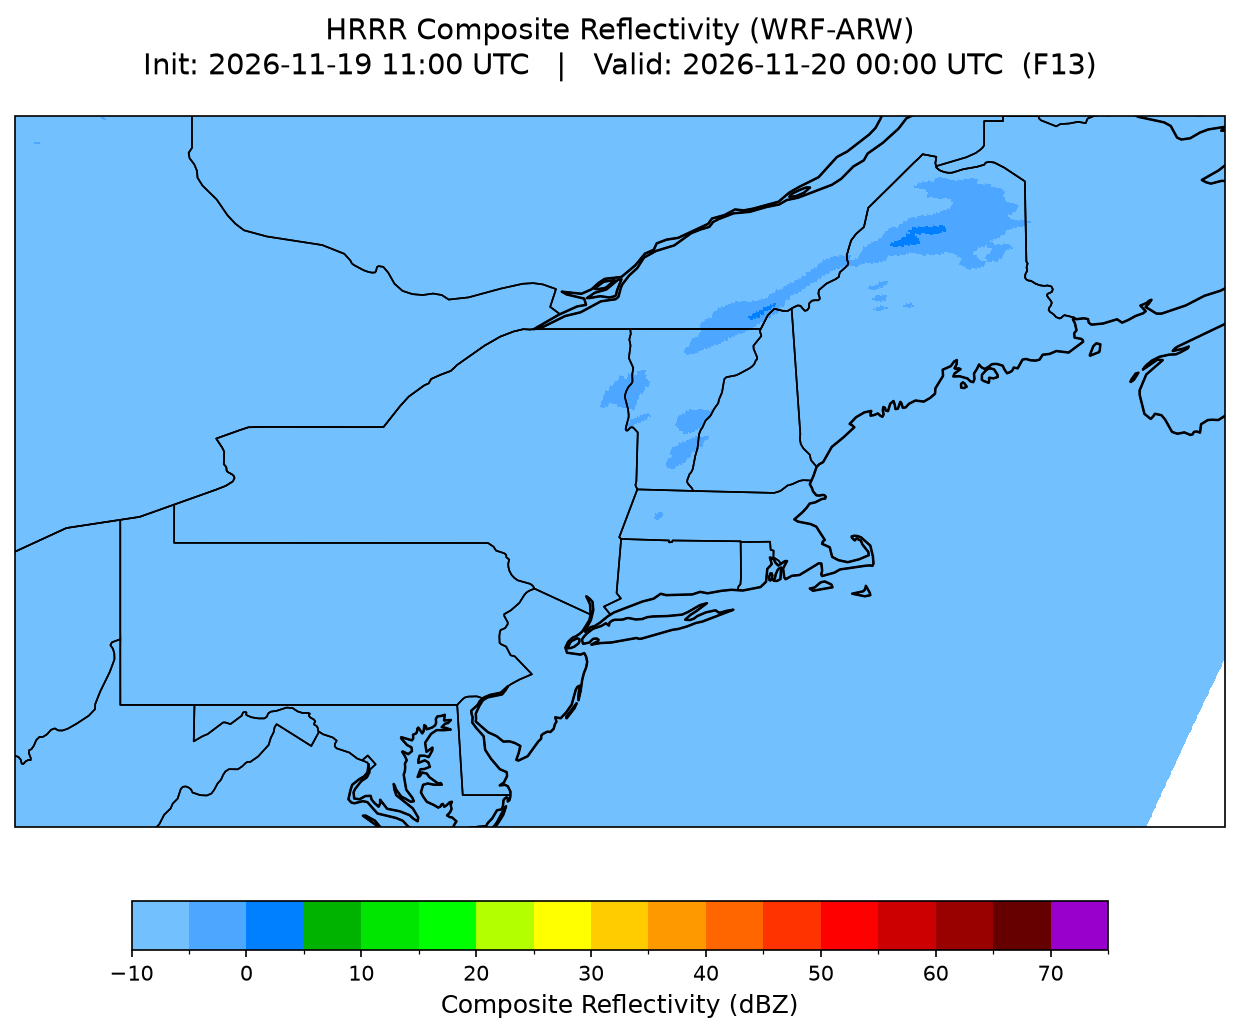 HRRR Composite Reflectivity (WRF-ARW)
Init: 2026-11-19 11:00 UTC   |   Valid: 2026-11-20 00:00 UTC  (F13)
−10 0 10 20 30 40 50 60 70
Composite Reflectivity (dBZ)